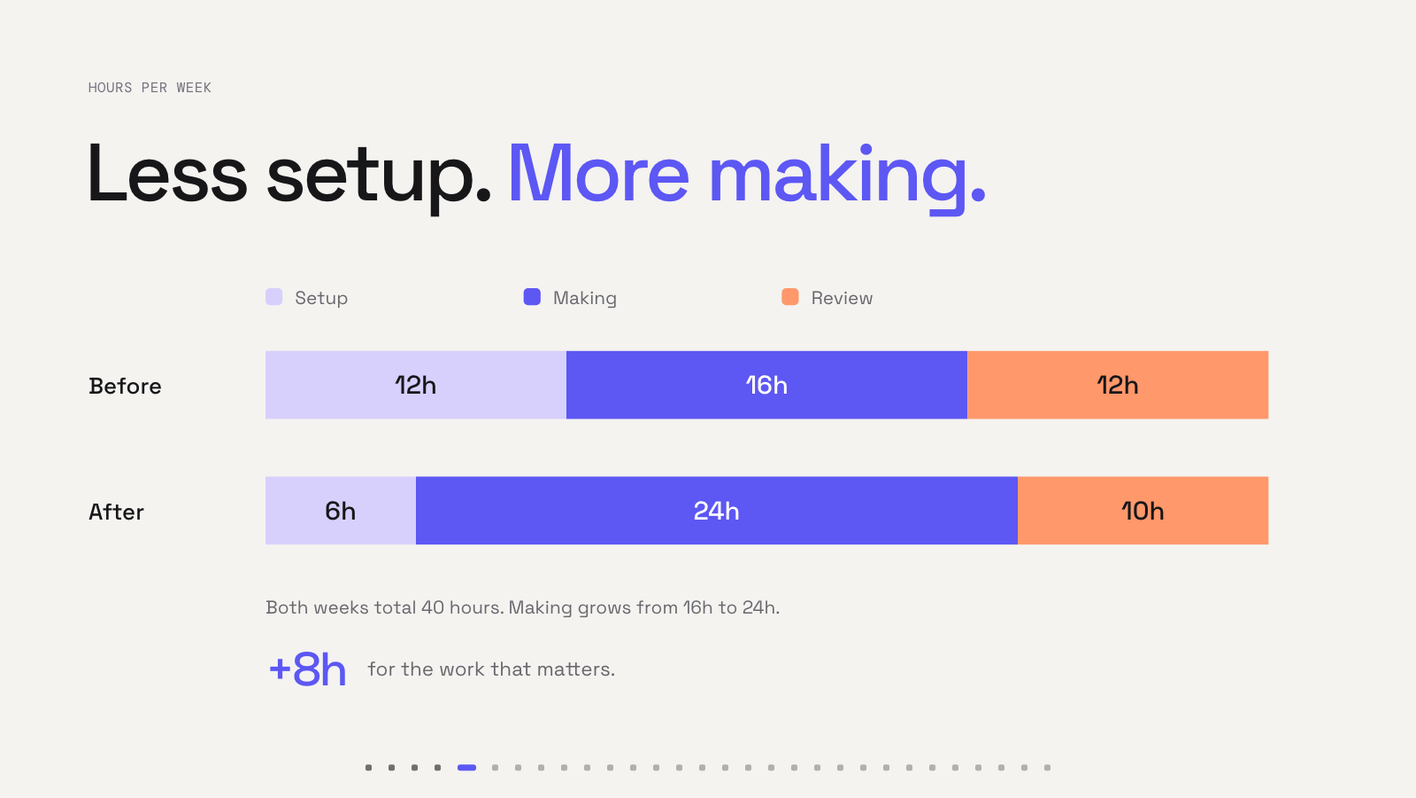 HOURS PER WEEK
Less setup. More making.
Setup Making Review
Before 12h 16h 12h
After 6h 24h 10h
Both weeks total 40 hours. Making grows from 16h to 24h.
+8h for the work that matters.